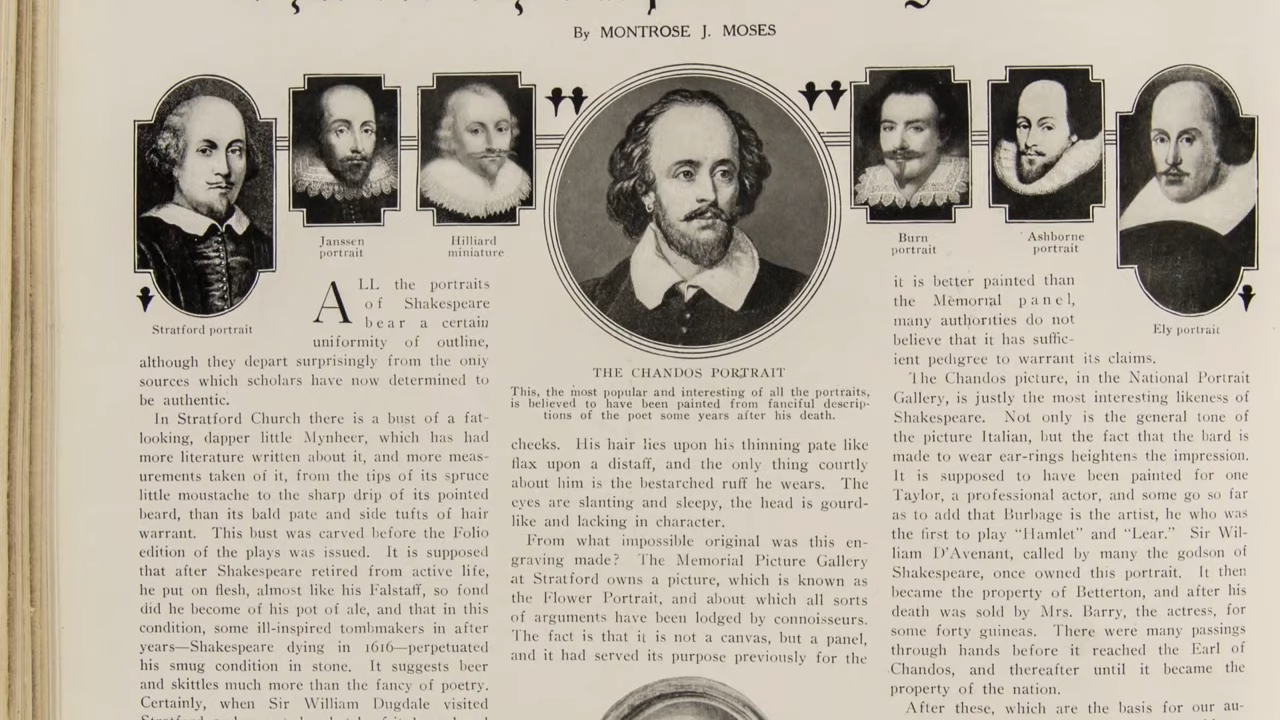 By MONTROSE J. MOSES
Janssen
portrait
Hilliard
miniature
Burn
portrait
Ashborne
portrait
Stratford portrait
Ely portrait
THE CHANDOS PORTRAIT
This, the most popular and interesting of all the portraits,
is believed to have been painted from fanciful descrip-
tions of the poet some years after his death.
ALL the portraits
of Shakespeare
bear a certain
uniformity of outline,
although they depart surprisingly from the only
sources which scholars have now determined to
be authentic.
In Stratford Church there is a bust of a fat-
looking, dapper little Mynheer, which has had
more literature written about it, and more meas-
urements taken of it, from the tips of its spruce
little moustache to the sharp drip of its pointed
beard, than its bald pate and side tufts of hair
warrant. This bust was carved before the Folio
edition of the plays was issued. It is supposed
that after Shakespeare retired from active life,
he put on flesh, almost like his Falstaff, so fond
did he become of his pot of ale, and that in this
condition, some ill-inspired tombmakers in after
years—Shakespeare dying in 1616—perpetuated
his smug condition in stone. It suggests beer
and skittles much more than the fancy of poetry.
Certainly, when Sir William Dugdale visited
cheeks. His hair lies upon his thinning pate like
flax upon a distaff, and the only thing courtly
about him is the bestarched ruff he wears. The
eyes are slanting and sleepy, the head is gourd-
like and lacking in character.
From what impossible original was this en-
graving made? The Memorial Picture Gallery
at Stratford owns a picture, which is known as
the Flower Portrait, and about which all sorts
of arguments have been lodged by connoisseurs.
The fact is that it is not a canvas, but a panel,
and it had served its purpose previously for the
it is better painted than
the Memorial panel,
many authorities do not
believe that it has suffic-
ient pedigree to warrant its claims.
The Chandos picture, in the National Portrait
Gallery, is justly the most interesting likeness of
Shakespeare. Not only is the general tone of
the picture Italian, but the fact that the bard is
made to wear ear-rings heightens the impression.
It is supposed to have been painted for one
Taylor, a professional actor, and some go so far
as to add that Burbage is the artist, he who was
the first to play “Hamlet” and “Lear.” Sir Wil-
liam D’Avenant, called by many the godson of
Shakespeare, once owned this portrait. It then
became the property of Betterton, and after his
death was sold by Mrs. Barry, the actress, for
some forty guineas. There were many passings
through hands before it reached the Earl of
Chandos, and thereafter until it became the
property of the nation.
After these, which are the basis for our au-